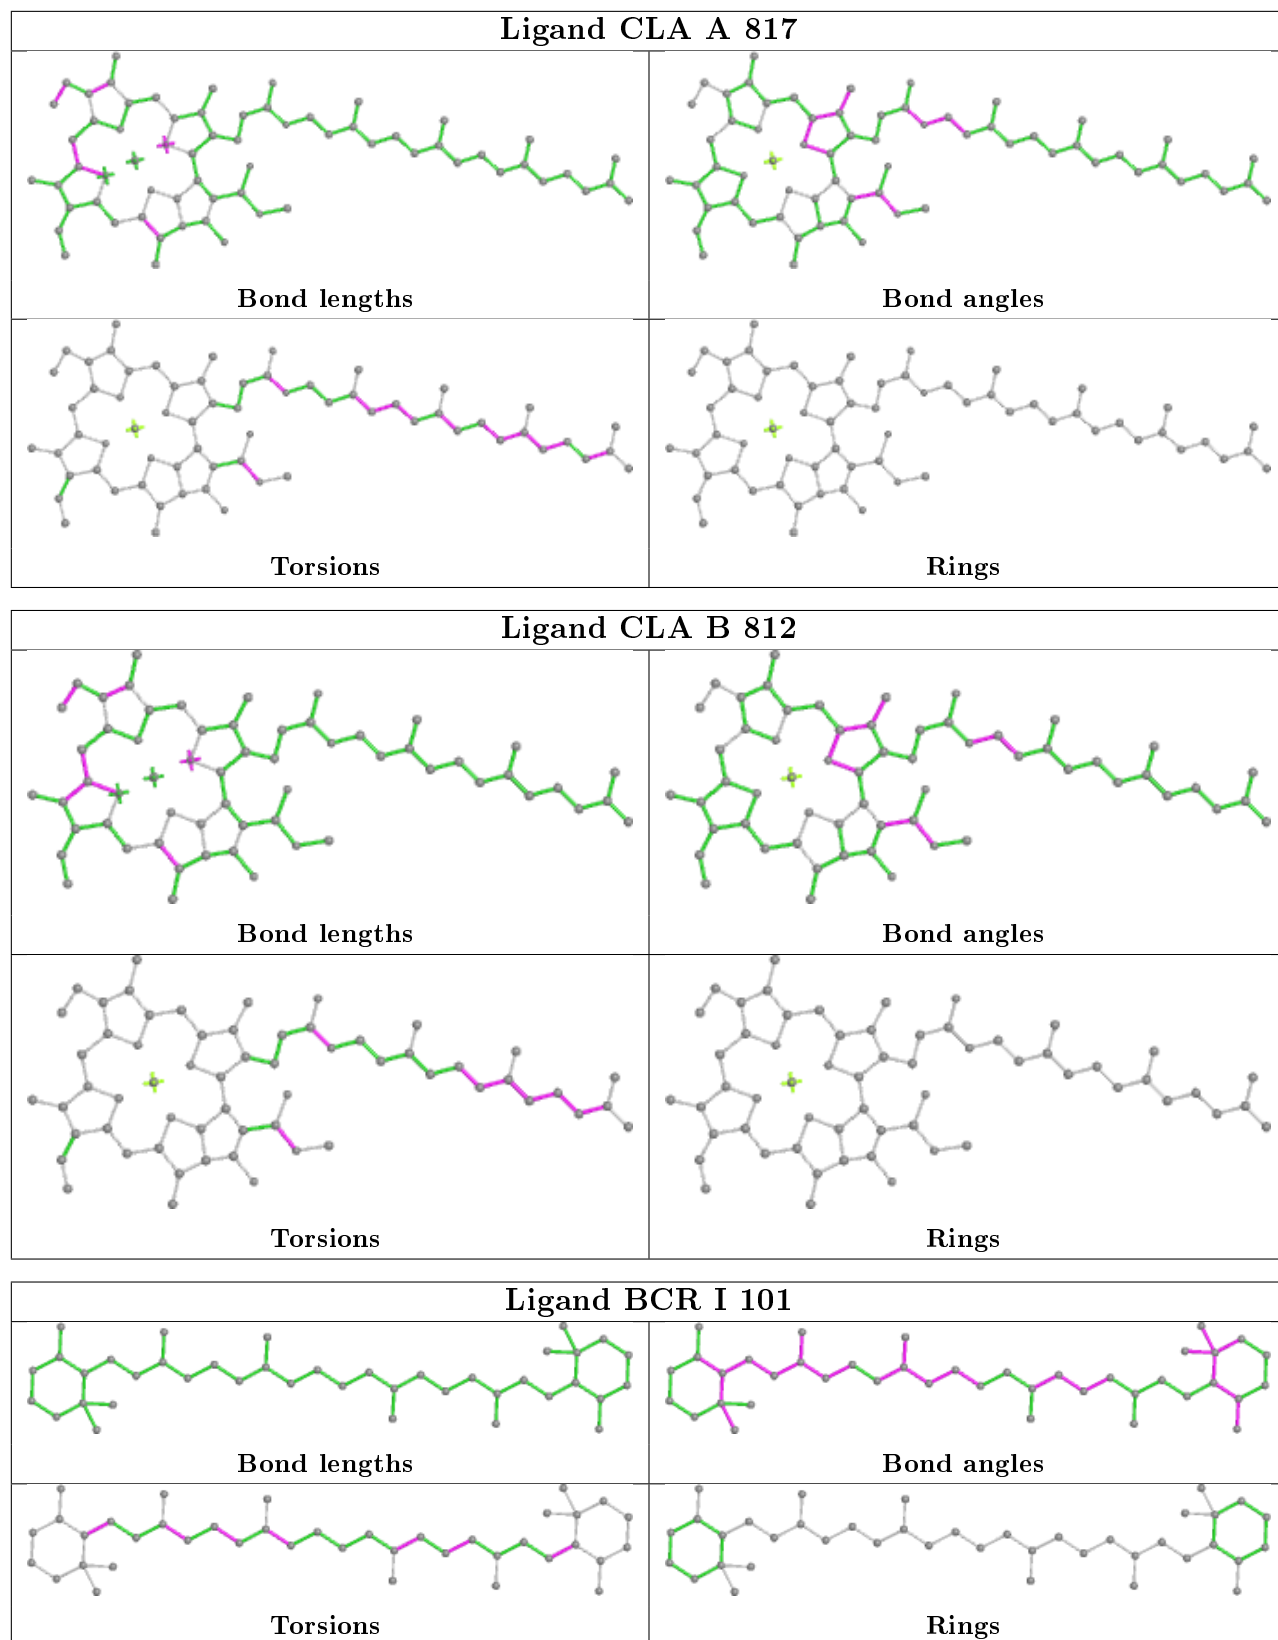 Ligand CLA A 817
Bond lengths
Bond angles
Torsions
Rings
Ligand CLA B 812
Bond lengths
Bond angles
Torsions
Rings
Ligand BCR I 101
Bond lengths
Bond angles
Torsions
Rings